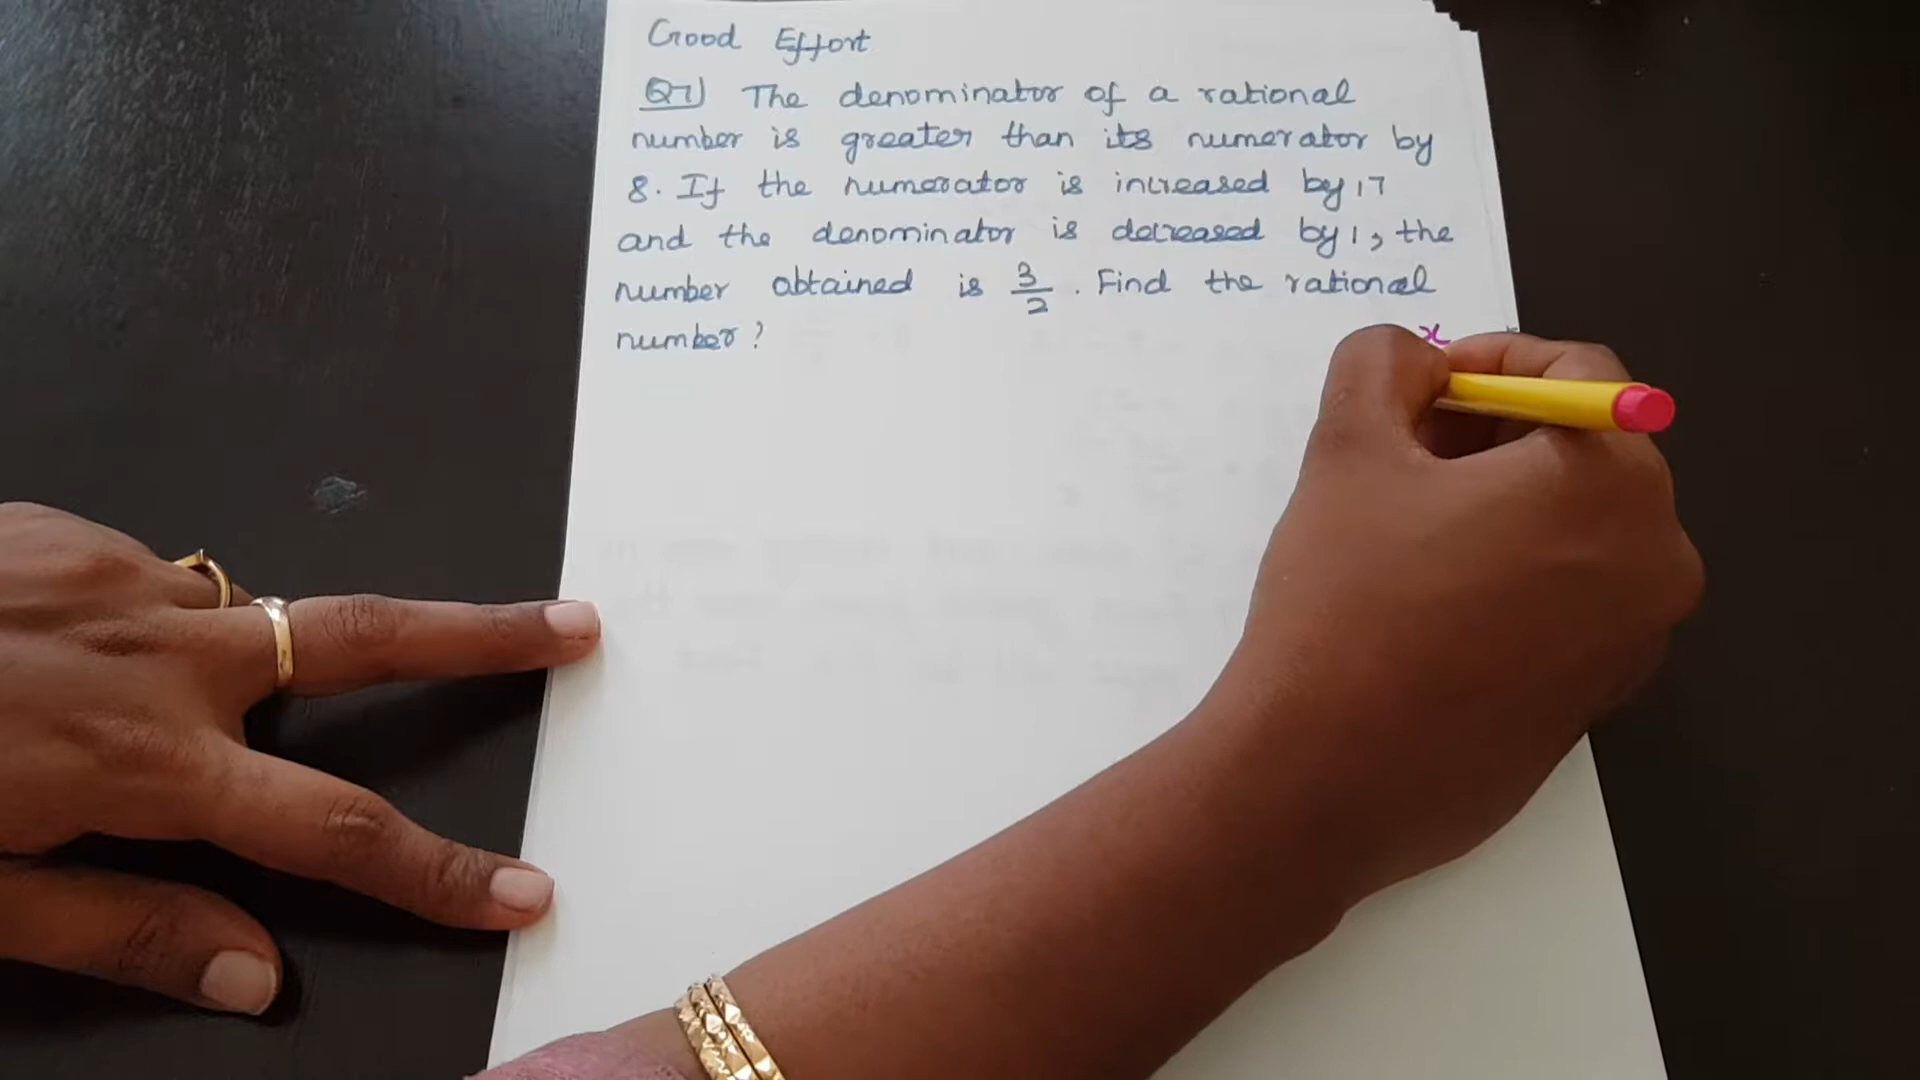 Good Effort
Q7) The denominator of a rational
number is greater than its numerator by
8. If the numerator is increased by 17
and the denominator is decreased by 1, the
number obtained is 3/2. Find the rational
number?
x